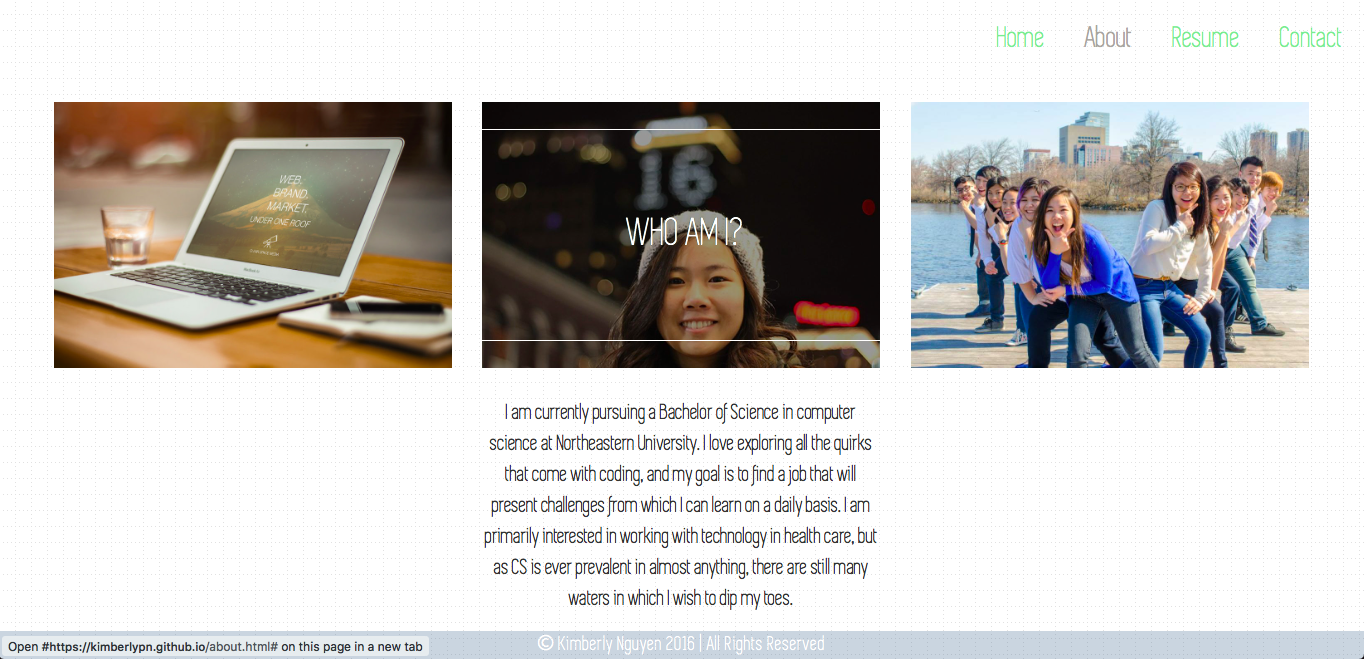 Home About Resume Contact
WEB.
BRAND.
MARKET.
UNDER ONE ROOF
16
WHO AM I?
I am currently pursuing a Bachelor of Science in computer
science at Northeastern University. I love exploring all the quirks
that come with coding, and my goal is to find a job that will
present challenges from which I can learn on a daily basis. I am
primarily interested in working with technology in health care, but
as CS is ever prevalent in almost anything, there are still many
waters in which I wish to dip my toes.
© Kimberly Nguyen 2016 | All Rights Reserved
Open #https://kimberlypn.github.io/about.html# on this page in a new tab